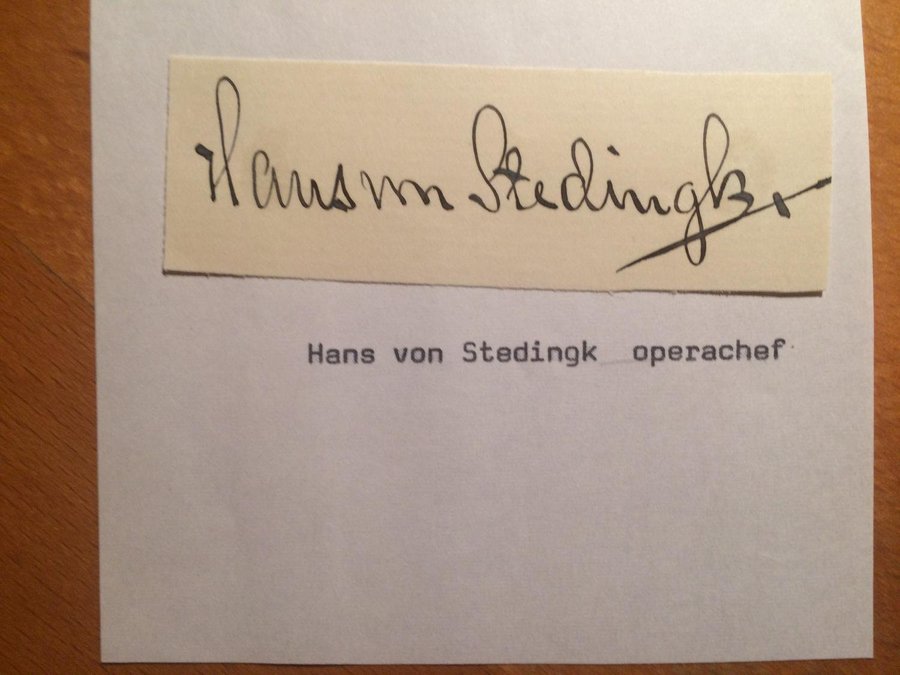 Hans von Stedingk.
Hans von Stedingk operachef